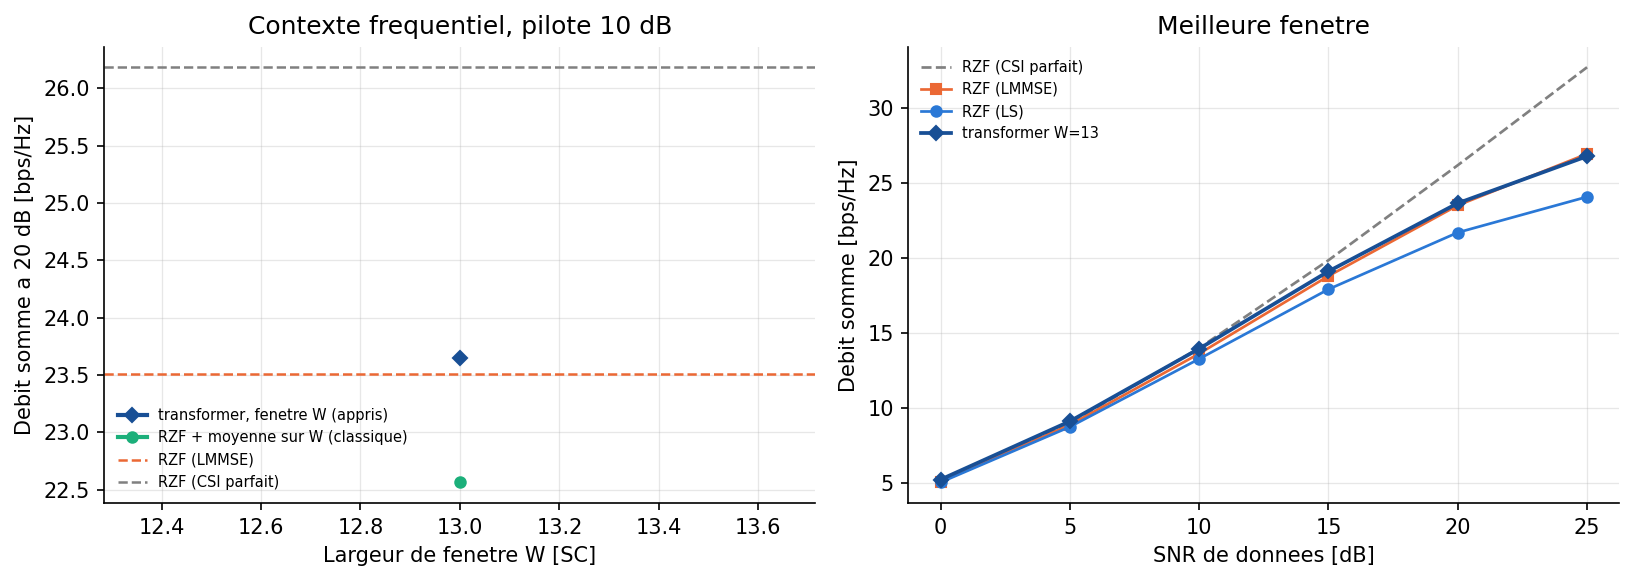 Contexte frequentiel, pilote 10 dB
Debit somme a 20 dB [bps/Hz]
26.0
25.5
25.0
24.5
24.0
23.5
23.0
22.5
transformer, fenetre W (appris)
RZF + moyenne sur W (classique)
RZF (LMMSE)
RZF (CSI parfait)
12.4 12.6 12.8 13.0 13.2 13.4 13.6
Largeur de fenetre W [SC]
Meilleure fenetre
Debit somme [bps/Hz]
30
25
20
15
10
5
RZF (CSI parfait)
RZF (LMMSE)
RZF (LS)
transformer W=13
0 5 10 15 20 25
SNR de donnees [dB]